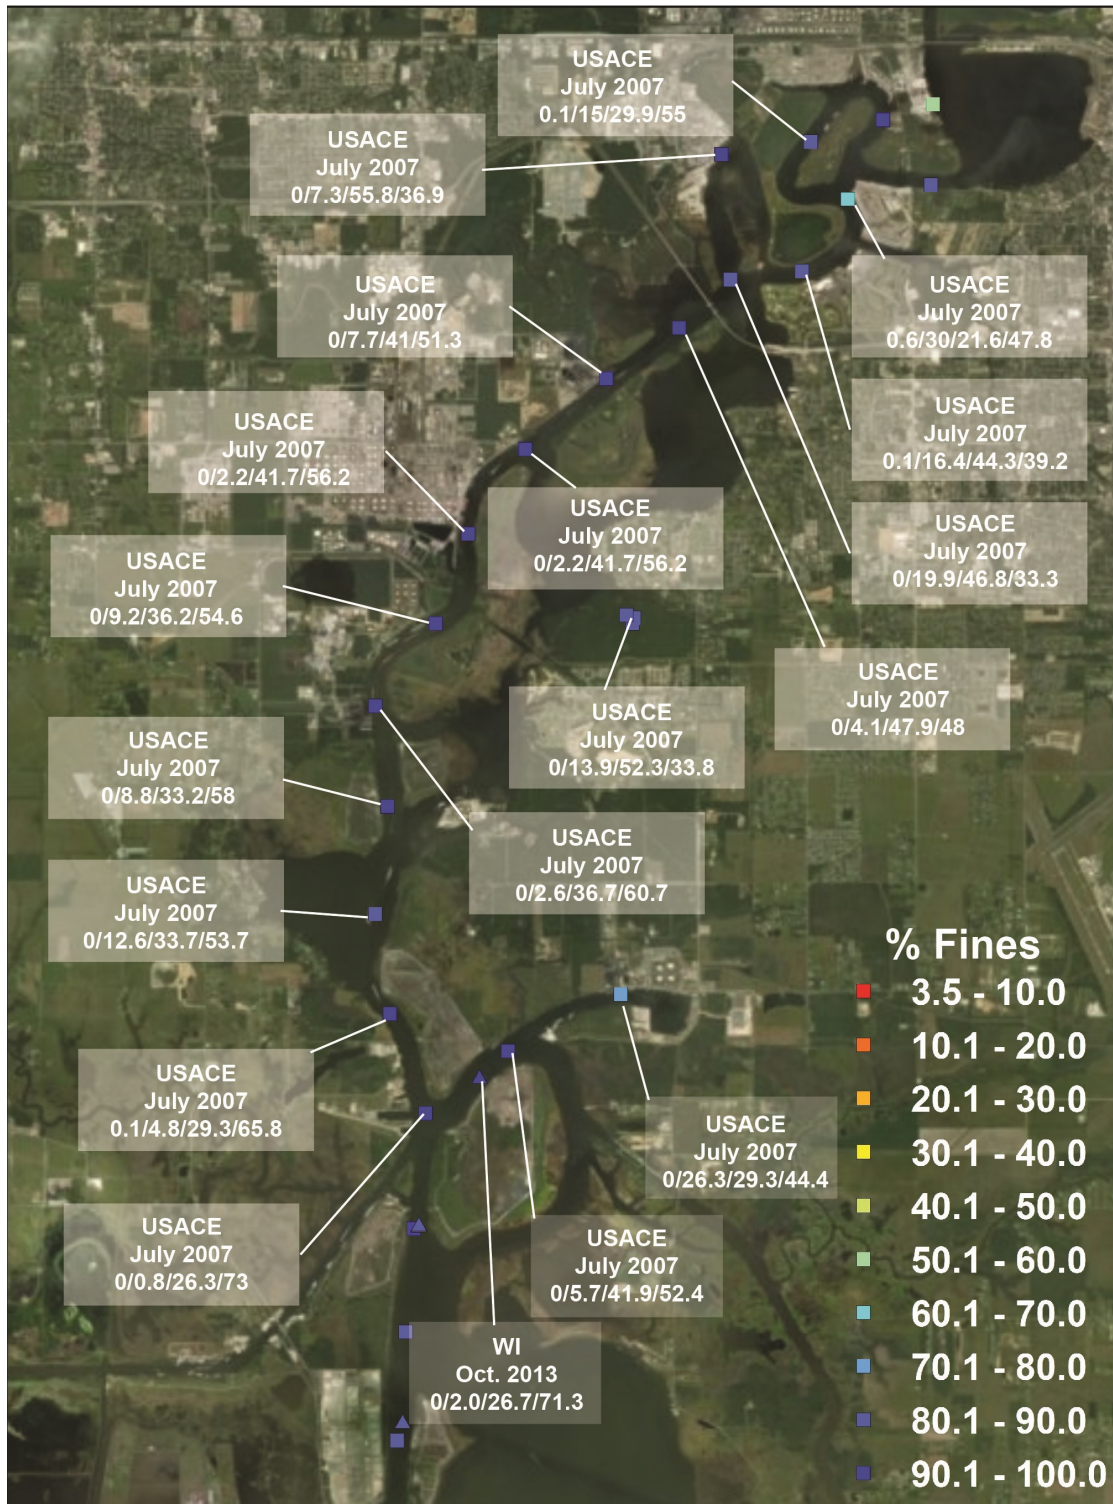 USACE
July 2007
0.1/15/29.9/55
USACE
July 2007
0/7.3/55.8/36.9
USACE
July 2007
0/7.7/41/51.3
USACE
July 2007
0.6/30/21.6/47.8
USACE
July 2007
0.1/16.4/44.3/39.2
USACE
July 2007
0/2.2/41.7/56.2
USACE
July 2007
0/2.2/41.7/56.2
USACE
July 2007
0/19.9/46.8/33.3
USACE
July 2007
0/9.2/36.2/54.6
USACE
July 2007
0/4.1/47.9/48
USACE
July 2007
0/13.9/52.3/33.8
USACE
July 2007
0/8.8/33.2/58
USACE
July 2007
0/2.6/36.7/60.7
USACE
July 2007
0/12.6/33.7/53.7
USACE
July 2007
0.1/4.8/29.3/65.8
USACE
July 2007
0/26.3/29.3/44.4
USACE
July 2007
0/0.8/26.3/73
USACE
July 2007
0/5.7/41.9/52.4
WI
Oct. 2013
0/2.0/26.7/71.3
% Fines
3.5 - 10.0
10.1 - 20.0
20.1 - 30.0
30.1 - 40.0
40.1 - 50.0
50.1 - 60.0
60.1 - 70.0
70.1 - 80.0
80.1 - 90.0
90.1 - 100.0